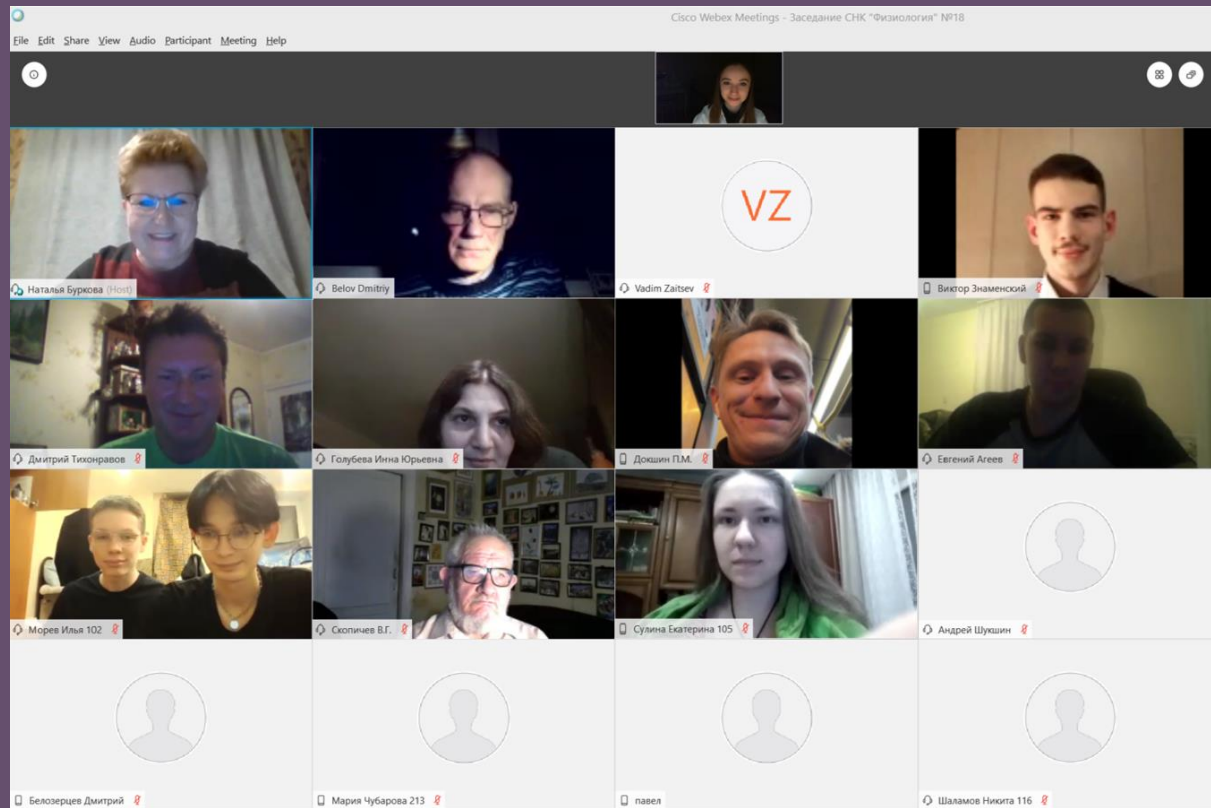 Cisco Webex Meetings - Заседание СНК "Физиология" №18
File Edit Share View Audio Participant Meeting Help
Наталья Буркова (Host)
Belov Dmitriy
VZ
Vadim Zaitsev
Виктор Знаменский
Дмитрий Тихонравов
Голубева Инна Юрьевна
Докшин П.М.
Евгений Агеев
Морев Илья 102
Скопичев В.Г.
Сулина Екатерина 105
Андрей Шукшин
Белозерцев Дмитрий
Мария Чубарова 213
павел
Шаламов Никита 116